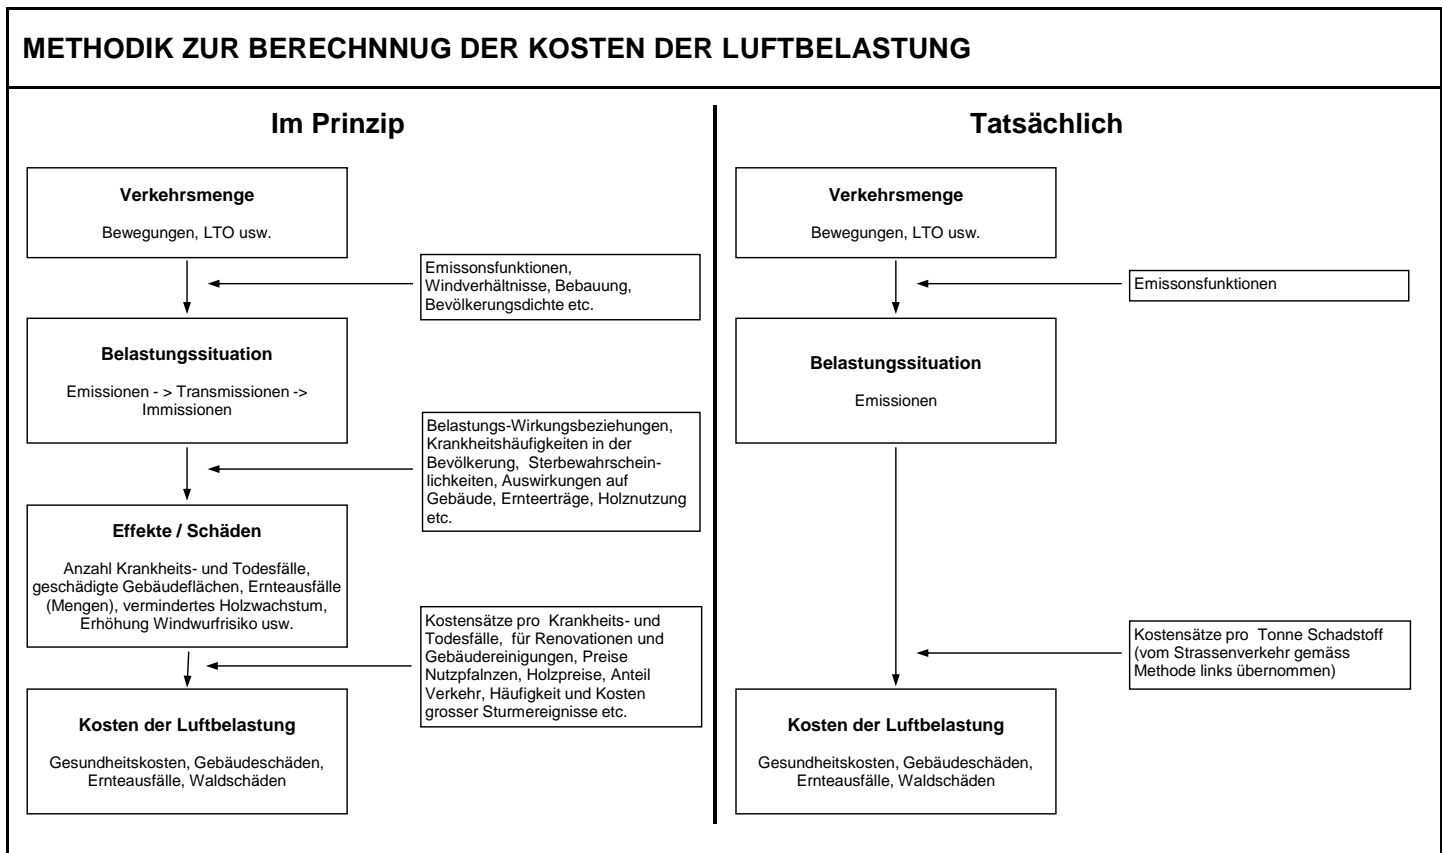 METHODIK ZUR BERECHNNUG DER KOSTEN DER LUFTBELASTUNG
Im Prinzip
Verkehrsmenge
Bewegungen, LTO usw.
Emissonsfunktionen,
Windverhältnisse, Bebauung,
Bevölkerungsdichte etc.
Belastungssituation
Emissionen - > Transmissionen ->
Immissionen
Belastungs-Wirkungsbeziehungen,
Krankheitshäufigkeiten in der
Bevölkerung, Sterbewahrschein-
lichkeiten, Auswirkungen auf
Gebäude, Ernteerträge, Holznutzung
etc.
Effekte / Schäden
Anzahl Krankheits- und Todesfälle,
geschädigte Gebäudeflächen, Ernteausfälle
(Mengen), vermindertes Holzwachstum,
Erhöhung Windwurfrisiko usw.
Kostensätze pro Krankheits- und
Todesfälle, für Renovationen und
Gebäudereinigungen, Preise
Nutzpfalnzen, Holzpreise, Anteil
Verkehr, Häufigkeit und Kosten
grosser Sturmereignisse etc.
Kosten der Luftbelastung
Gesundheitskosten, Gebäudeschäden,
Ernteausfälle, Waldschäden
Tatsächlich
Verkehrsmenge
Bewegungen, LTO usw.
Emissonsfunktionen
Belastungssituation
Emissionen
Kostensätze pro Tonne Schadstoff
(vom Strassenverkehr gemäss
Methode links übernommen)
Kosten der Luftbelastung
Gesundheitskosten, Gebäudeschäden,
Ernteausfälle, Waldschäden